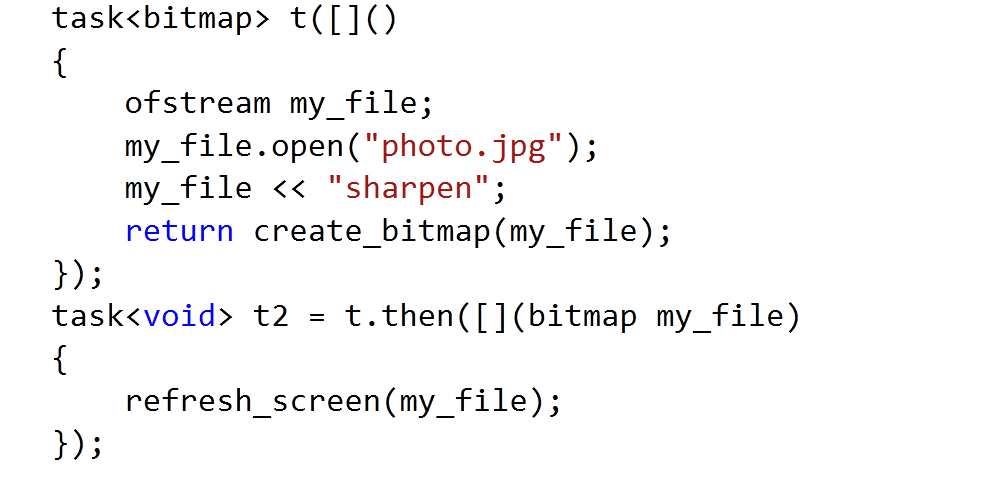 task<bitmap> t([]()
{
    ofstream my_file;
    my_file.open("photo.jpg");
    my_file << "sharpen";
    return create_bitmap(my_file);
});
task<void> t2 = t.then([](bitmap my_file)
{
    refresh_screen(my_file);
});